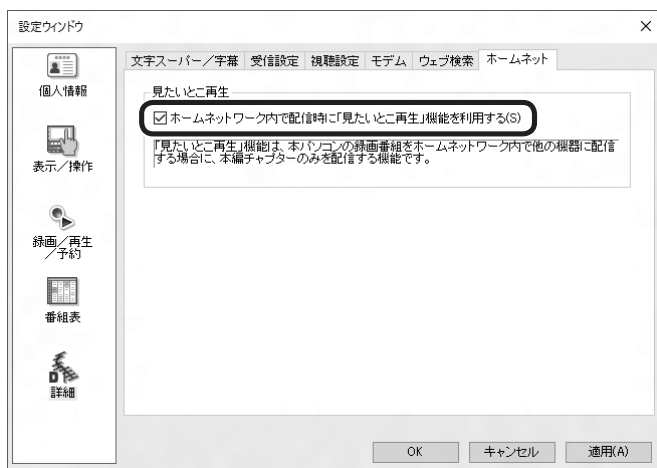 設定ウィンドウ
文字スーパー／字幕 受信設定 視聴設定 モデム ウェブ検索 ホームネット
個人情報
表示／操作
録画／再生
／予約
番組表
詳細
見たいとこ再生
ホームネットワーク内で配信時に「見たいとこ再生」機能を利用する(S)
「見たいとこ再生」機能は、本パソコンの録画番組をホームネットワーク内で他の機器に配信
する場合に、本編チャプターのみを配信する機能です。
OK キャンセル 適用(A)